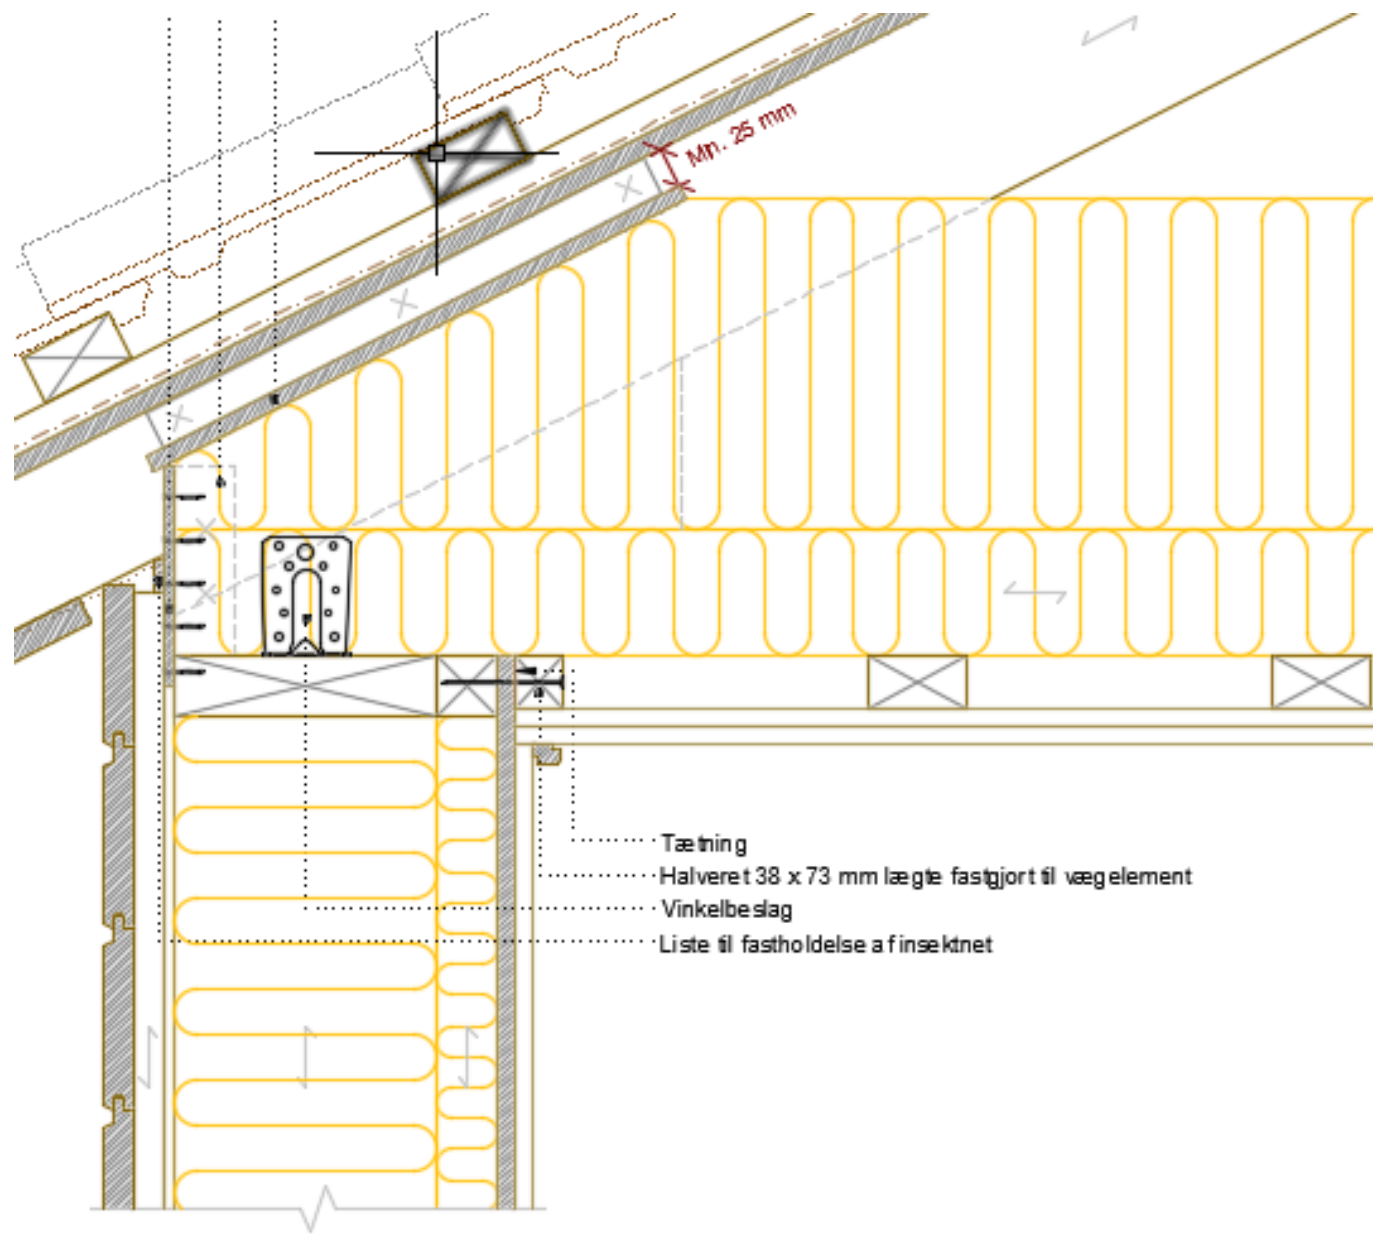 Min. 25 mm
Tætning
Halveret 38 x 73 mm lægte fastgjort til vægelement
Vinkelbeslag
Liste til fastholdelse af insektnet